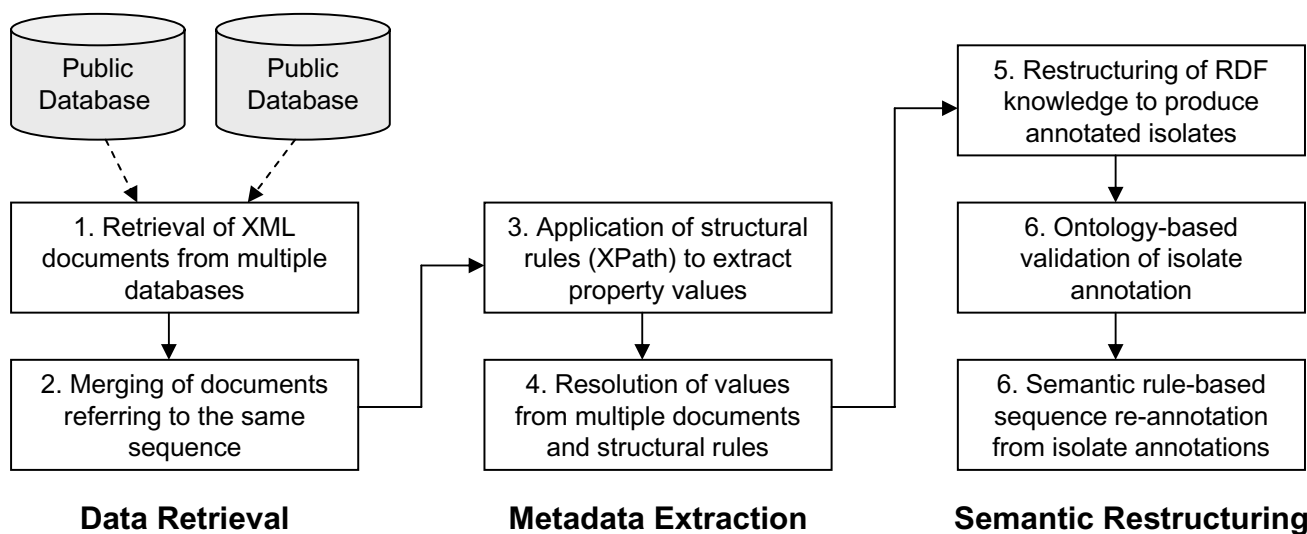 Public
Database
Public
Database
1. Retrieval of XML
documents from multiple
databases
2. Merging of documents
referring to the same
sequence
Data Retrieval
3. Application of structural
rules (XPath) to extract
property values
4. Resolution of values
from multiple documents
and structural rules
Metadata Extraction
5. Restructuring of RDF
knowledge to produce
annotated isolates
6. Ontology-based
validation of isolate
annotation
6. Semantic rule-based
sequence re-annotation
from isolate annotations
Semantic Restructuring